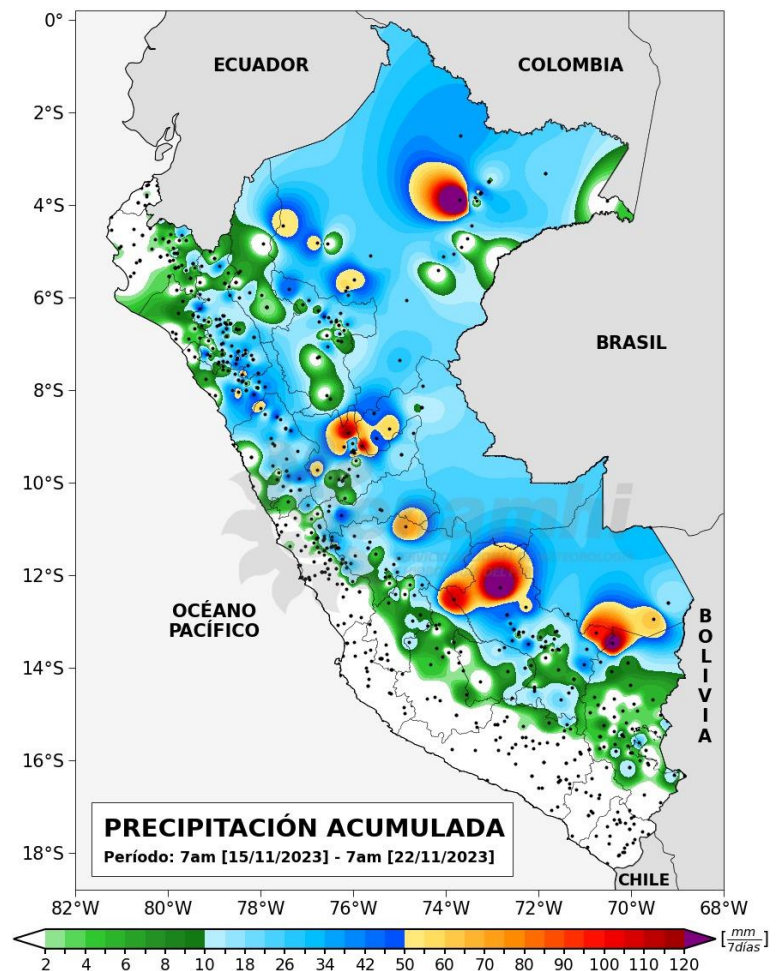 0°
2°S
4°S
6°S
8°S
10°S
12°S
14°S
16°S
18°S
ECUADOR
COLOMBIA
BRASIL
OCÉANO
PACÍFICO
B
O
L
I
V
I
A
CHILE
PRECIPITACIÓN ACUMULADA
Período: 7am [15/11/2023] - 7am [22/11/2023]
82°W 80°W 78°W 76°W 74°W 72°W 70°W 68°W
2 4 6 8 10 18 26 34 42 50 60 70 80 90 100 110 120
[mm/7días]